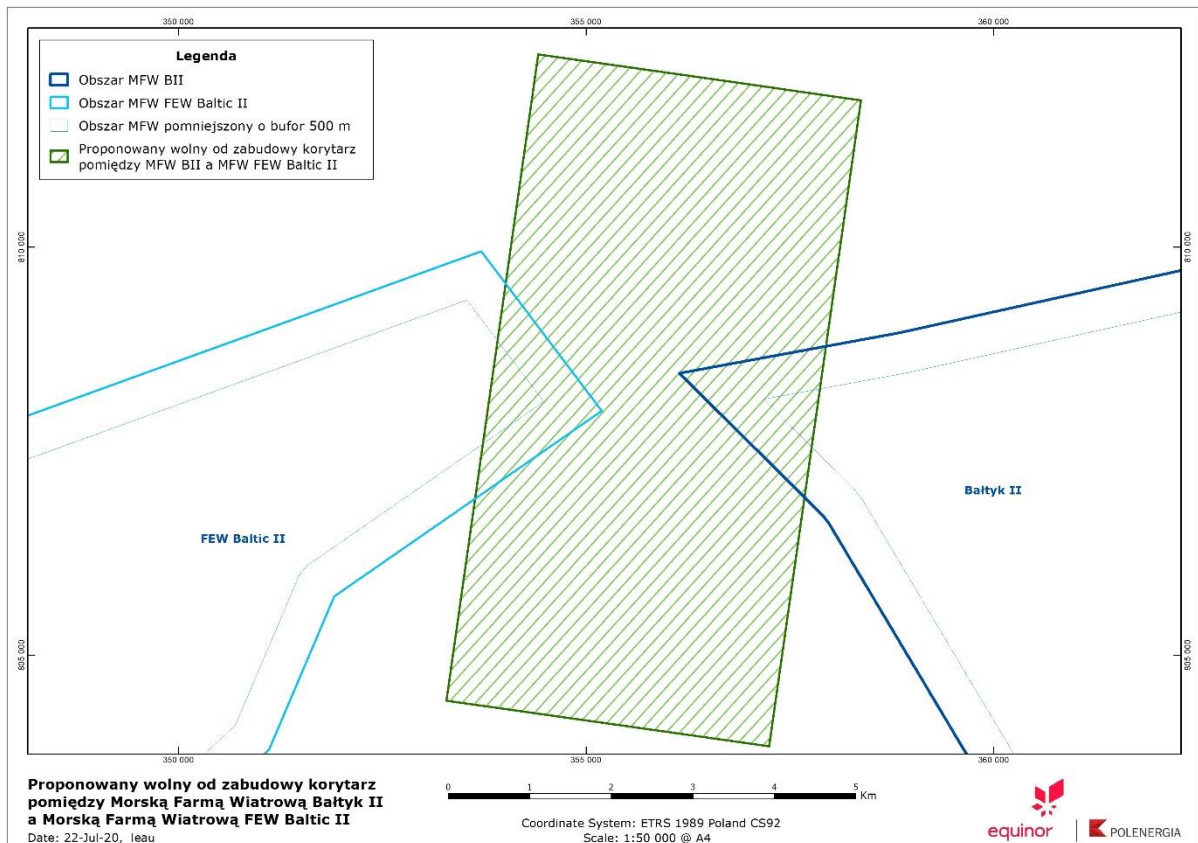 350 000
355 000
360 000
Legenda
Obszar MFW BII
Obszar MFW FEW Baltic II
Obszar MFW pomniejszony o bufor 500 m
Proponowany wolny od zabudowy korytarz
pomiędzy MFW BII a MFW FEW Baltic II
810 000
810 000
Bałtyk II
FEW Baltic II
805 000
805 000
350 000
355 000
360 000
Proponowany wolny od zabudowy korytarz
pomiędzy Morską Farmą Wiatrową Bałtyk II
a Morską Farmą Wiatrową FEW Baltic II
Date: 22-Jul-20, leau
0 1 2 3 4 5
Km
Coordinate System: ETRS 1989 Poland CS92
Scale: 1:50 000 @ A4
equinor
POLENERGIA